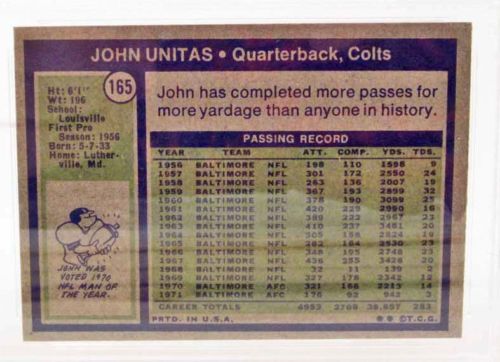 JOHN UNITAS • Quarterback, Colts
165
Ht: 6'1"
Wt: 196
School:
Louisville
First Pro
Season: 1956
Born: 5-7-33
Home: Luther-
ville, Md.
John has completed more passes for
more yardage than anyone in history.
PASSING RECORD
YEAR TEAM ATT. COMP. YDS. TDS.
1956 BALTIMORE NFL 198 110 1498 9
1957 BALTIMORE NFL 301 172 2550 24
1958 BALTIMORE NFL 263 136 2007 19
1959 BALTIMORE NFL 367 193 2899 32
1960 BALTIMORE NFL 378 190 3099 25
1961 BALTIMORE NFL 420 229 2990 16
1962 BALTIMORE NFL 389 222 2967 23
1963 BALTIMORE NFL 410 237 3481 20
1964 BALTIMORE NFL 305 158 2824 19
1965 BALTIMORE NFL 282 164 2530 23
1966 BALTIMORE NFL 348 195 22
1967 BALTIMORE NFL 436 3428 20
1968 BALTIMORE NFL 32 11 139 2
1969 BALTIMORE NFL 327 178 2342 12
1970 BALTIMORE AFC 321 166 2213 14
1971 BALTIMORE AFC 176 92 942 3
CAREER TOTALS 4953 2708 38,657 283
JOHN WAS
VOTED 1970
NFL MAN OF
THE YEAR.
PRTD. IN U.S.A.
** © T.C.G.